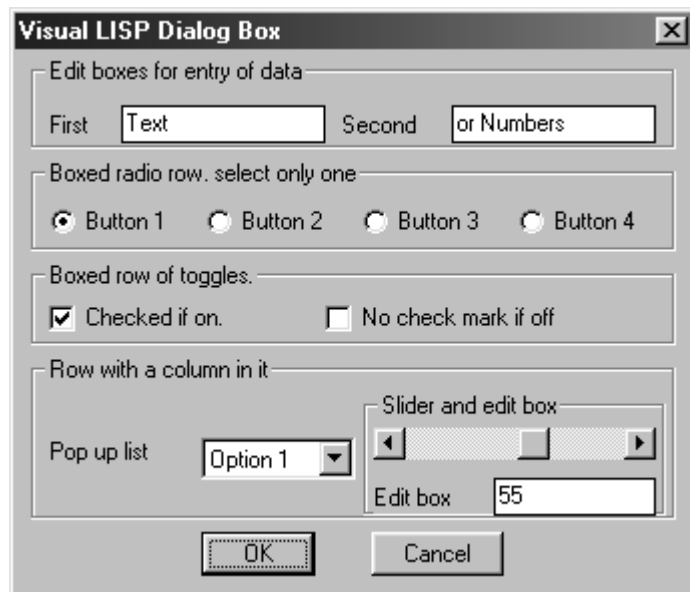 Visual LISP Dialog Box
Edit boxes for entry of data
First Text Second or Numbers
Boxed radio row. select only one
Button 1 Button 2 Button 3 Button 4
Boxed row of toggles.
Checked if on. No check mark if off
Row with a column in it
Slider and edit box
Pop up list Option 1
Edit box 55
OK Cancel